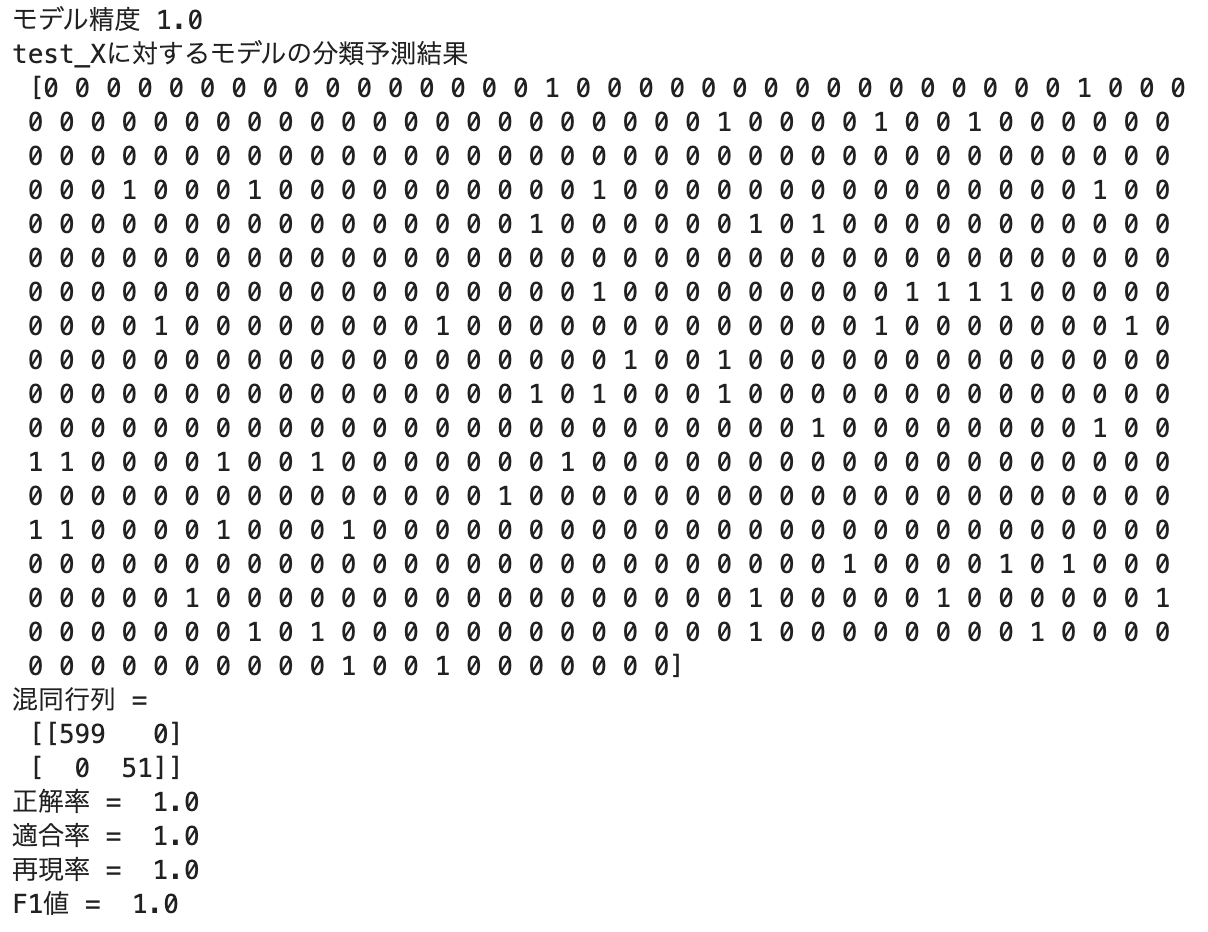 モデル精度 1.0
test_Xに対するモデルの分類予測結果
[0 0 0 0 0 0 0 0 0 0 0 0 0 0 0 0 1 0 0 0 0 0 0 0 0 0 0 0 0 0 0 0 0 1 0 0 0
0 0 0 0 0 0 0 0 0 0 0 0 0 0 0 0 0 0 0 0 0 0 1 0 0 0 0 1 0 0 1 0 0 0 0 0 0
0 0 0 0 0 0 0 0 0 0 0 0 0 0 0 0 0 0 0 0 0 0 0 0 0 0 0 0 0 0 0 0 0 0 0 0 0
0 0 0 1 0 0 0 1 0 0 0 0 0 0 0 0 0 0 1 0 0 0 0 0 0 0 0 0 0 0 0 0 0 0 1 0 0
0 0 0 0 0 0 0 0 0 0 0 0 0 0 0 0 1 0 0 0 0 0 0 1 0 1 0 0 0 0 0 0 0 0 0 0 0
0 0 0 0 0 0 0 0 0 0 0 0 0 0 0 0 0 0 0 0 0 0 0 0 0 0 0 0 0 0 0 0 0 0 0 0 0
0 0 0 0 0 0 0 0 0 0 0 0 0 0 0 0 0 0 1 0 0 0 0 0 0 0 0 0 1 1 1 1 0 0 0 0 0
0 0 0 0 1 0 0 0 0 0 0 0 0 1 0 0 0 0 0 0 0 0 0 0 0 0 0 1 0 0 0 0 0 0 0 1 0
0 0 0 0 0 0 0 0 0 0 0 0 0 0 0 0 0 0 0 1 0 0 1 0 0 0 0 0 0 0 0 0 0 0 0 0 0
0 0 0 0 0 0 0 0 0 0 0 0 0 0 0 0 1 0 1 0 0 0 1 0 0 0 0 0 0 0 0 0 0 0 0 0 0
0 0 0 0 0 0 0 0 0 0 0 0 0 0 0 0 0 0 0 0 0 0 0 0 0 1 0 0 0 0 0 0 0 0 1 0 0
1 1 0 0 0 0 1 0 0 1 0 0 0 0 0 0 0 1 0 0 0 0 0 0 0 0 0 0 0 0 0 0 0 0 0 0 0
0 0 0 0 0 0 0 0 0 0 0 0 0 0 0 1 0 0 0 0 0 0 0 0 0 0 0 0 0 0 0 0 0 0 0 0 0
1 1 0 0 0 0 1 0 0 0 1 0 0 0 0 0 0 0 0 0 0 0 0 0 0 0 0 0 0 0 0 0 0 0 0 0 0
0 0 0 0 0 0 0 0 0 0 0 0 0 0 0 0 0 0 0 0 0 0 0 0 0 0 1 0 0 0 0 1 0 1 0 0 0
0 0 0 0 0 1 0 0 0 0 0 0 0 0 0 0 0 0 0 0 0 0 0 1 0 0 0 0 0 1 0 0 0 0 0 0 1
0 0 0 0 0 0 0 1 0 1 0 0 0 0 0 0 0 0 0 0 0 0 0 1 0 0 0 0 0 0 0 0 1 0 0 0 0
0 0 0 0 0 0 0 0 0 0 1 0 0 1 0 0 0 0 0 0 0]
混同行列 =
[[599   0]
[  0  51]]
正解率 =  1.0
適合率 =  1.0
再現率 =  1.0
F1値 =  1.0